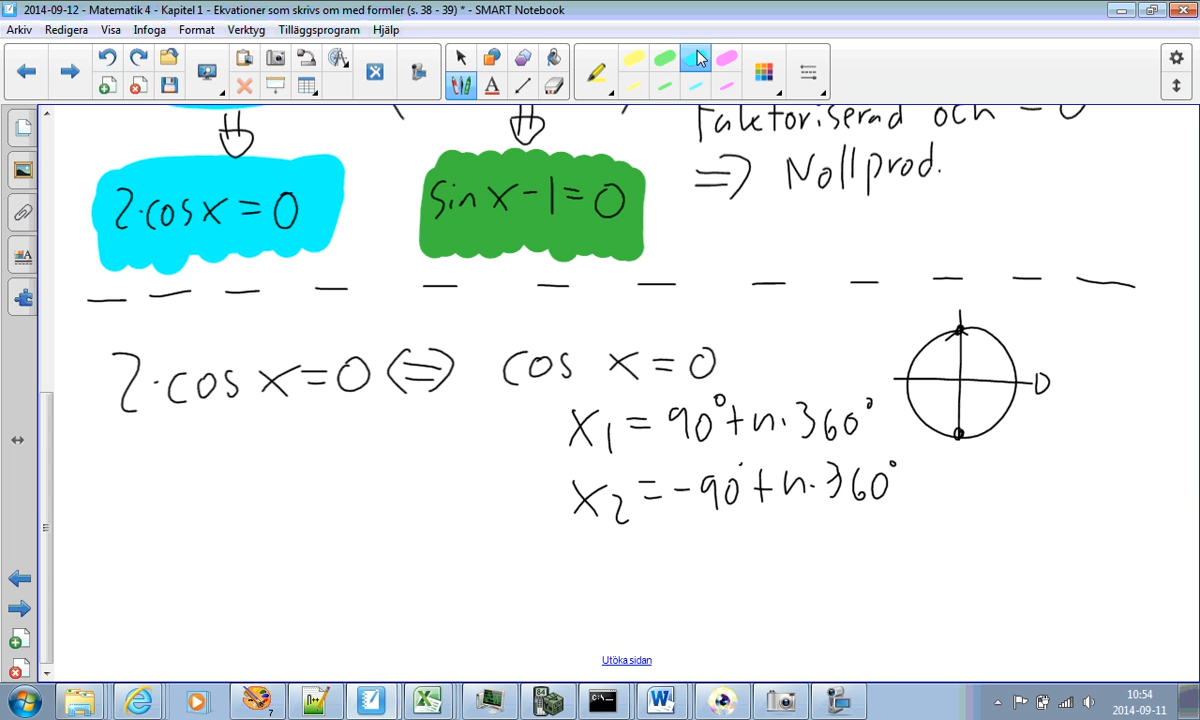 2014-09-12 - Matematik 4 - Kapitel 1 - Ekvationer som skrivs om med formler (s. 38 - 39) * - SMART Notebook
Arkiv Redigera Visa Infoga Format Verktyg Tilläggsprogram Hjälp
Faktoriserad och = 0
=> Nollprod.
2·cos x = 0
sin x - 1 = 0
2·cos x = 0 <=> cos x = 0
0
x1 = 90° + n·360°
x2 = -90° + n·360°
Utöka sidan
10:54
2014-09-11